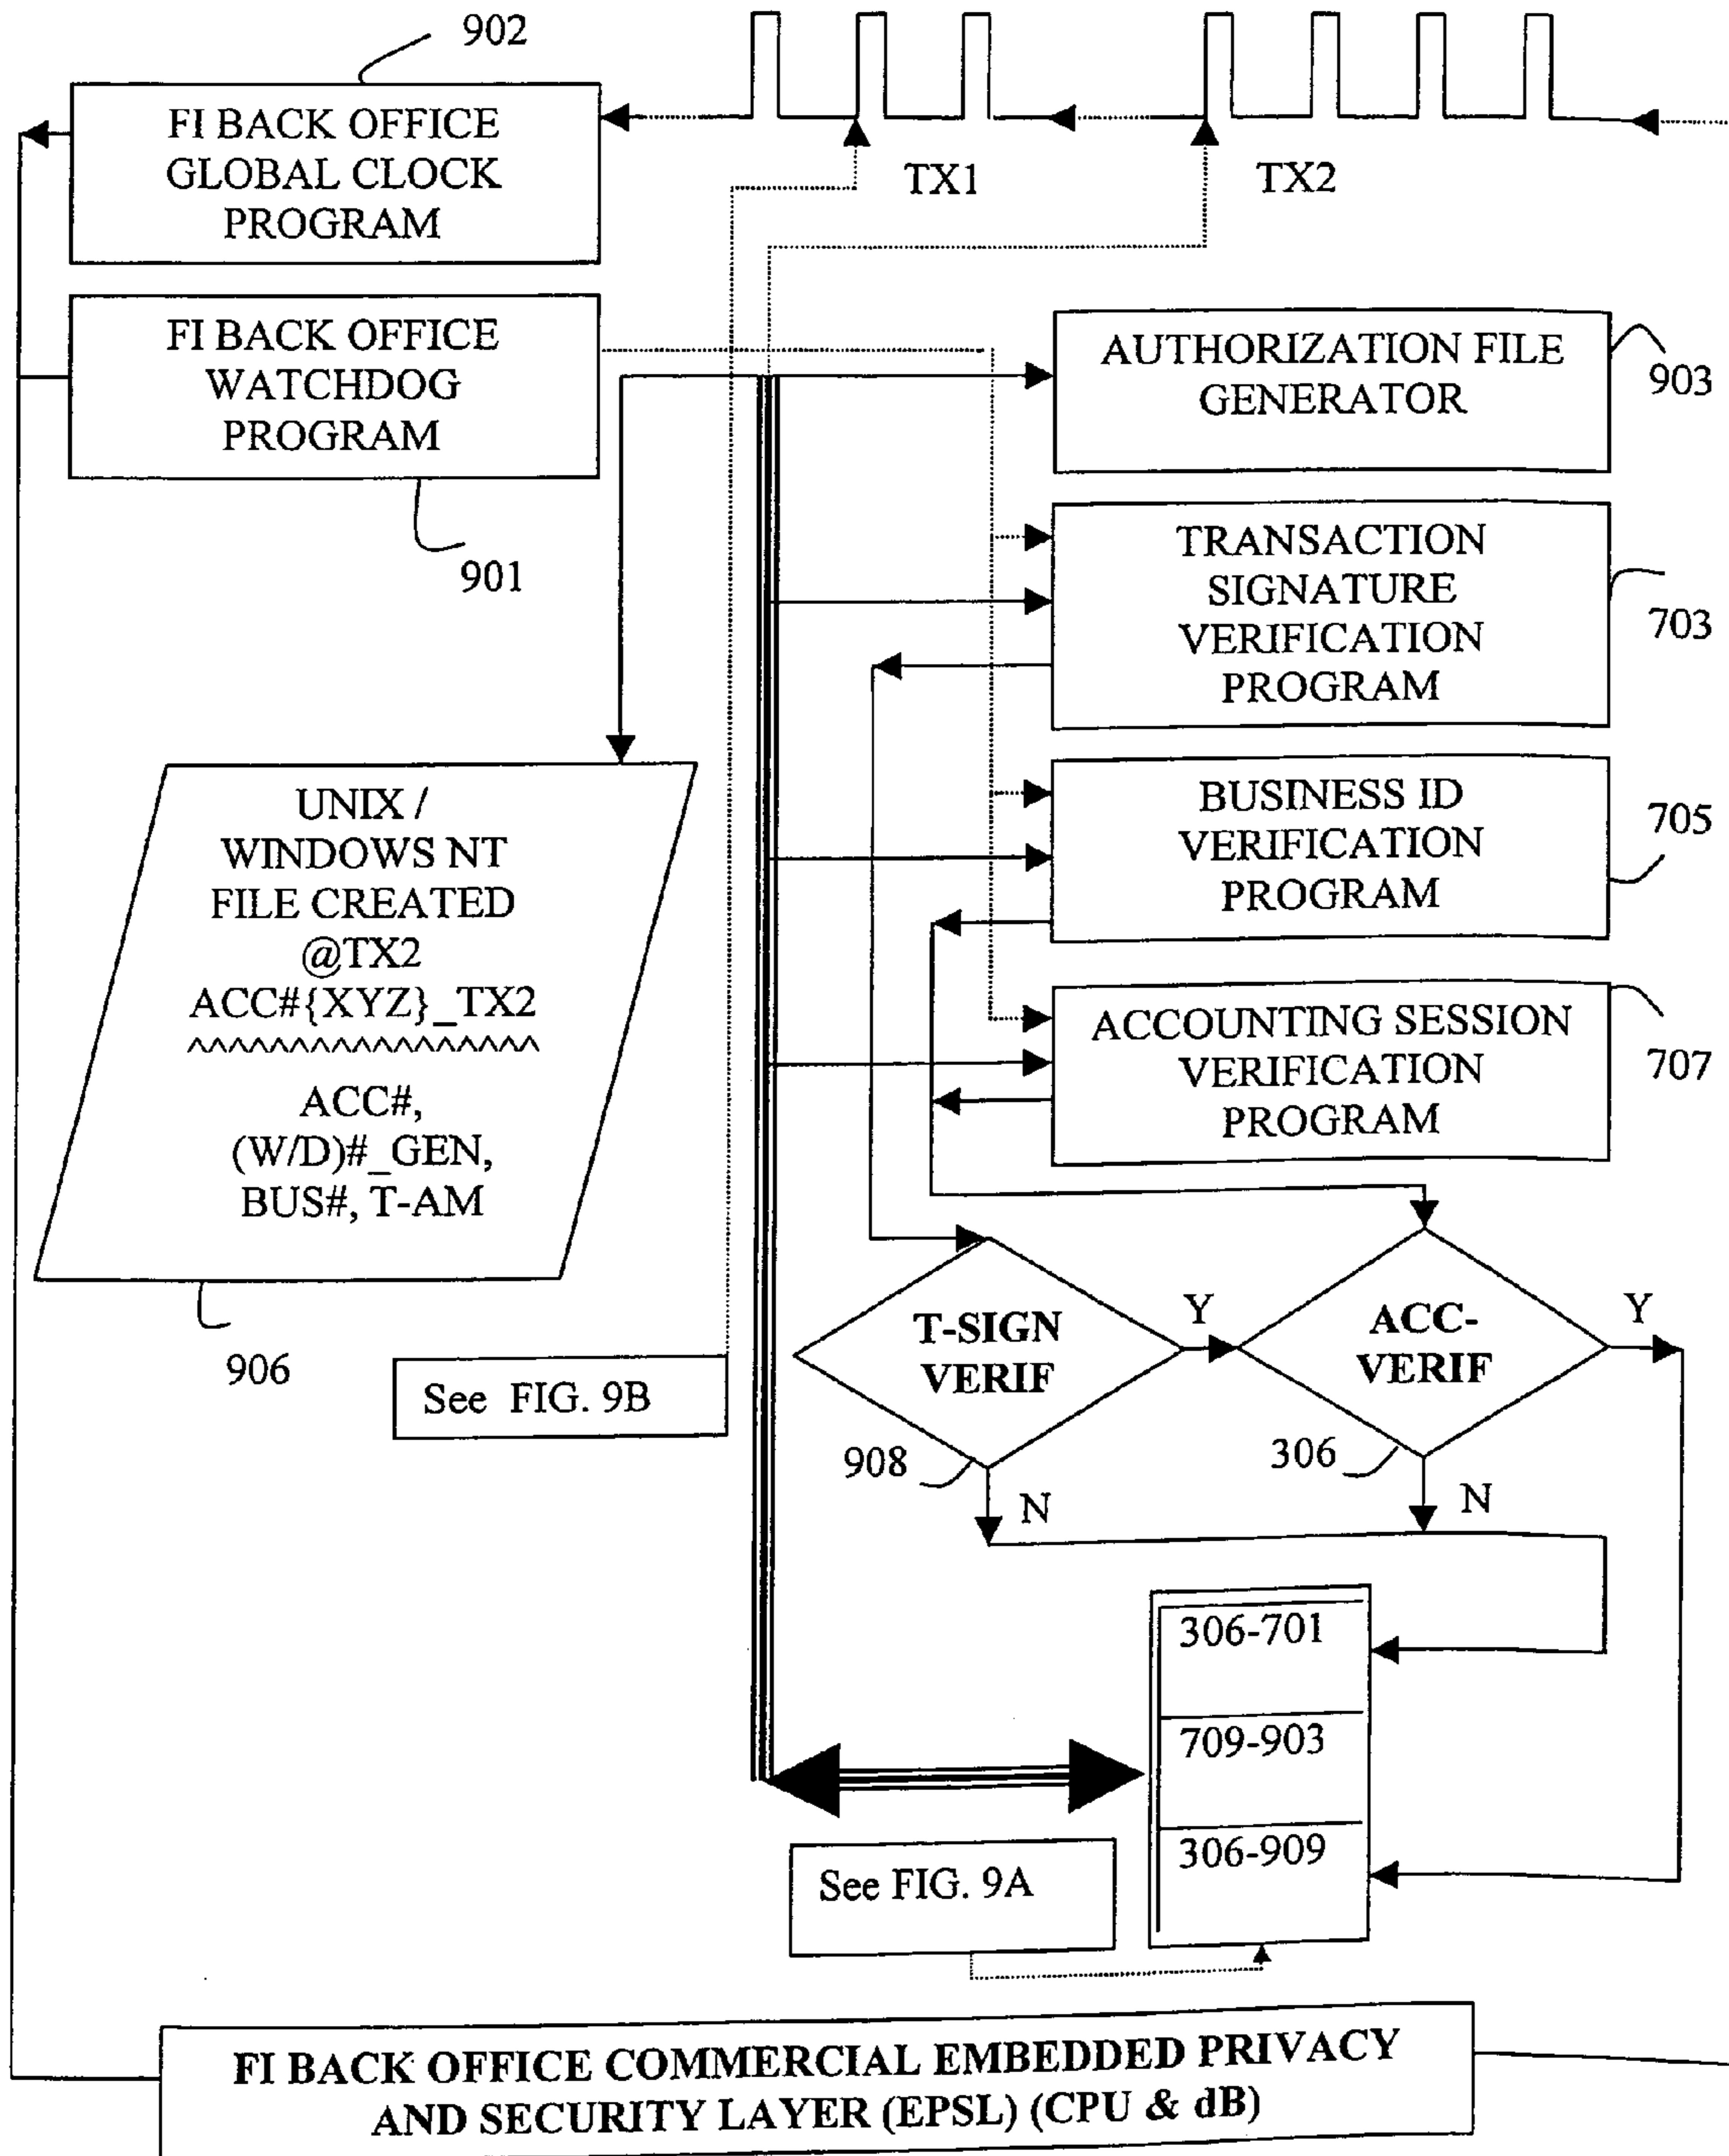 902
FI BACK OFFICE
GLOBAL CLOCK
PROGRAM
TX1
TX2
FI BACK OFFICE
WATCHDOG
PROGRAM
901
AUTHORIZATION FILE
GENERATOR
903
TRANSACTION
SIGNATURE
VERIFICATION
PROGRAM
703
BUSINESS ID
VERIFICATION
PROGRAM
705
ACCOUNTING SESSION
VERIFICATION
PROGRAM
707
UNIX /
WINDOWS NT
FILE CREATED
@TX2
ACC#{XYZ}_TX2
^^^^^^^^^^^^^^^^^
ACC#,
(W/D)#_GEN,
BUS#, T-AM
906
See FIG. 9B
T-SIGN
VERIF
Y
908
N
ACC-
VERIF
Y
306
N
306-701
709-903
306-909
See FIG. 9A
FI BACK OFFICE COMMERCIAL EMBEDDED PRIVACY
AND SECURITY LAYER (EPSL) (CPU & dB)